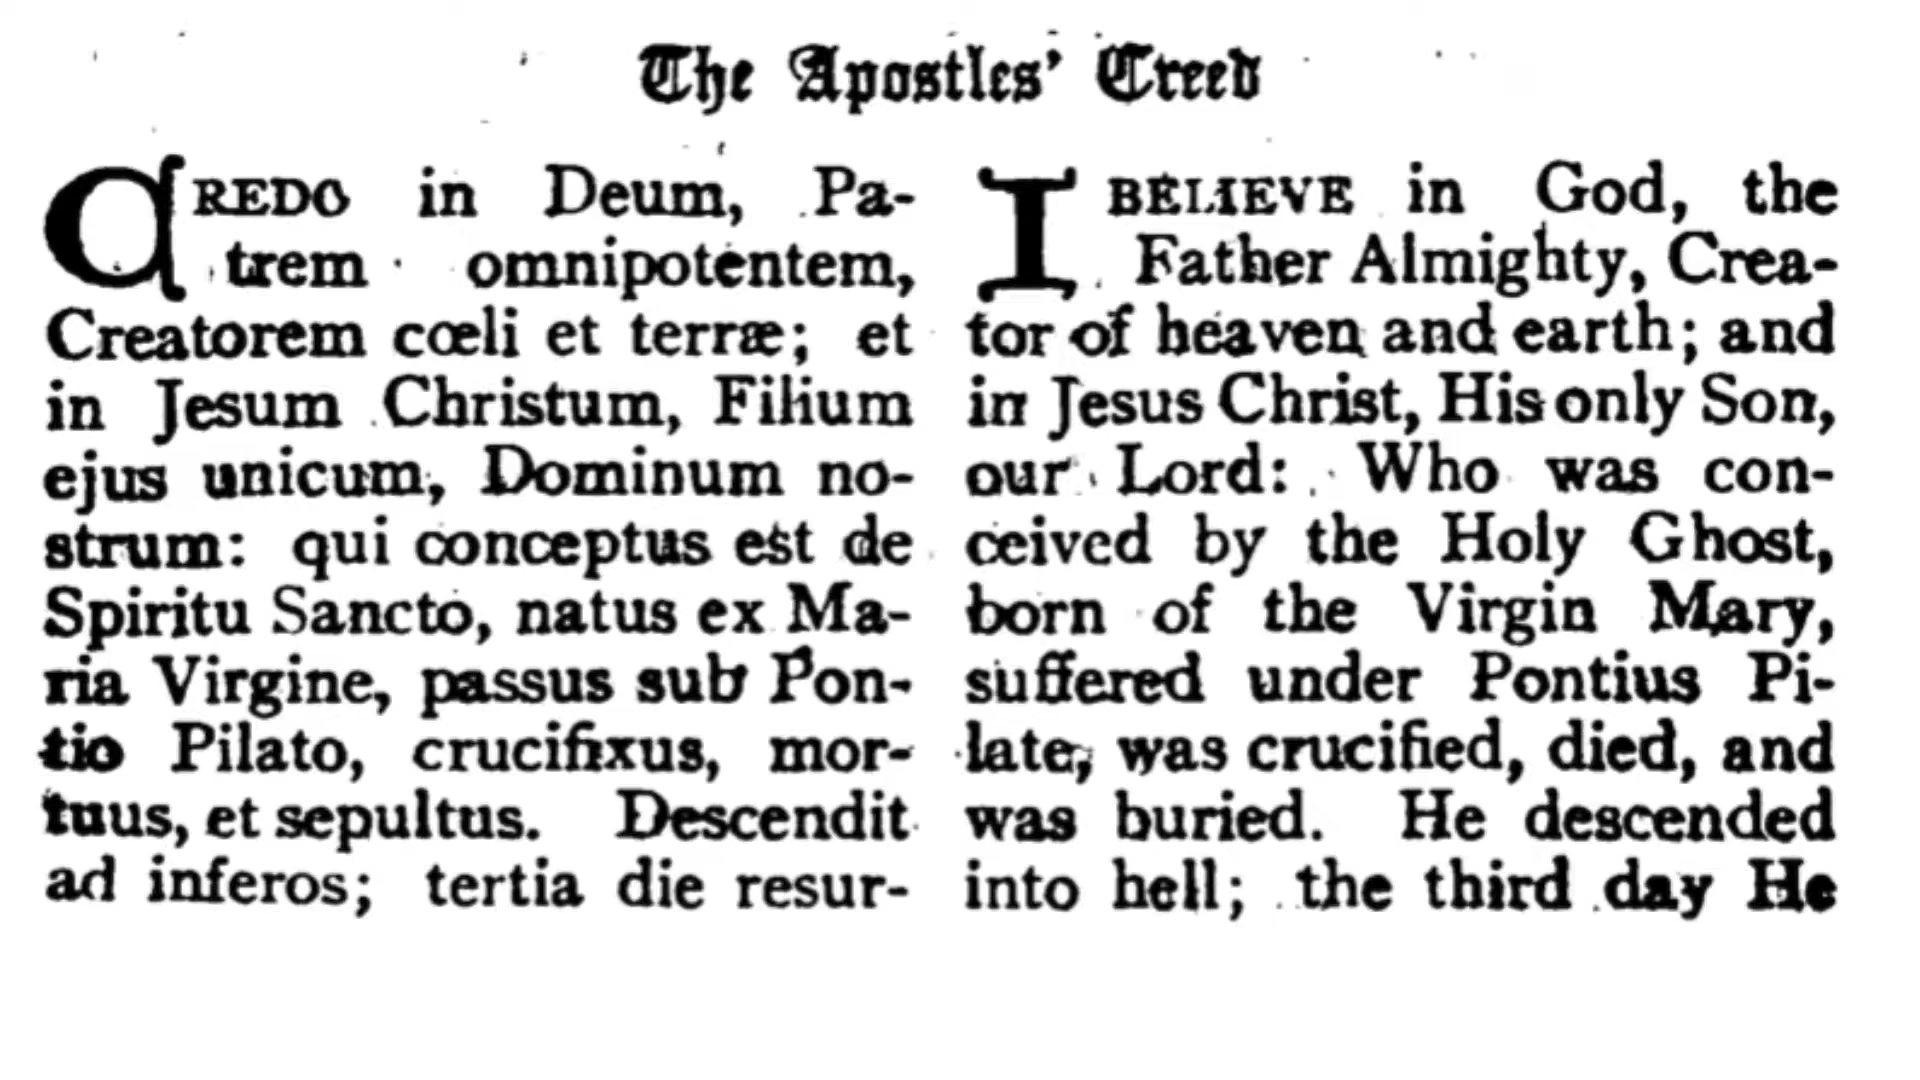 The Apostles' Creed
CREDO in Deum, Pa-
trem omnipotentem,
Creatorem cœli et terræ; et
in Jesum Christum, Filium
ejus unicum, Dominum no-
strum: qui conceptus est de
Spiritu Sancto, natus ex Ma-
ria Virgine, passus sub Pon-
tio Pilato, crucifixus, mor-
tuus, et sepultus. Descendit
ad inferos; tertia die resur-
I BELIEVE in God, the
Father Almighty, Crea-
tor of heaven and earth; and
in Jesus Christ, His only Son,
our Lord: Who was con-
ceived by the Holy Ghost,
born of the Virgin Mary,
suffered under Pontius Pi-
late, was crucified, died, and
was buried. He descended
into hell; the third day He